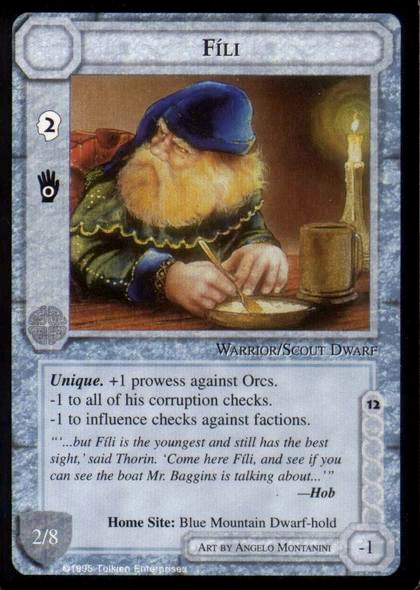 FÍLI
2
0
WARRIOR/SCOUT DWARF
Unique. +1 prowess against Orcs.
-1 to all of his corruption checks.
-1 to influence checks against factions.
12
“‘...but Fíli is the youngest and still has the best
sight,’ said Thorin. ‘Come here Fíli, and see if you
can see the boat Mr. Baggins is talking about...’”
—Hob
Home Site: Blue Mountain Dwarf-hold
2/8
ART BY ANGELO MONTANINI
-1
©1995 Tolkien Enterprises